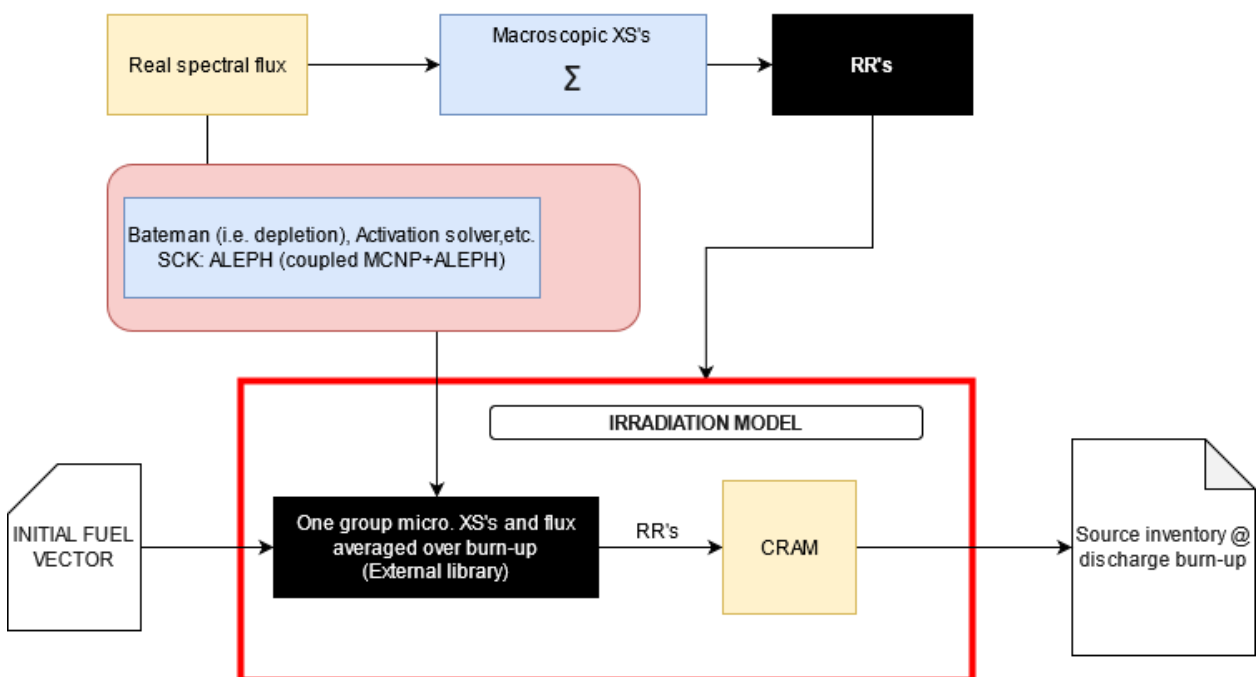 Real spectral flux
Macroscopic XS's
Σ
RR's
Bateman (i.e. depletion), Activation solver,etc.
SCK: ALEPH (coupled MCNP+ALEPH)
IRRADIATION MODEL
INITIAL FUEL
VECTOR
One group micro. XS's and flux
averaged over burn-up
(External library)
RR's
CRAM
Source inventory @
discharge burn-up